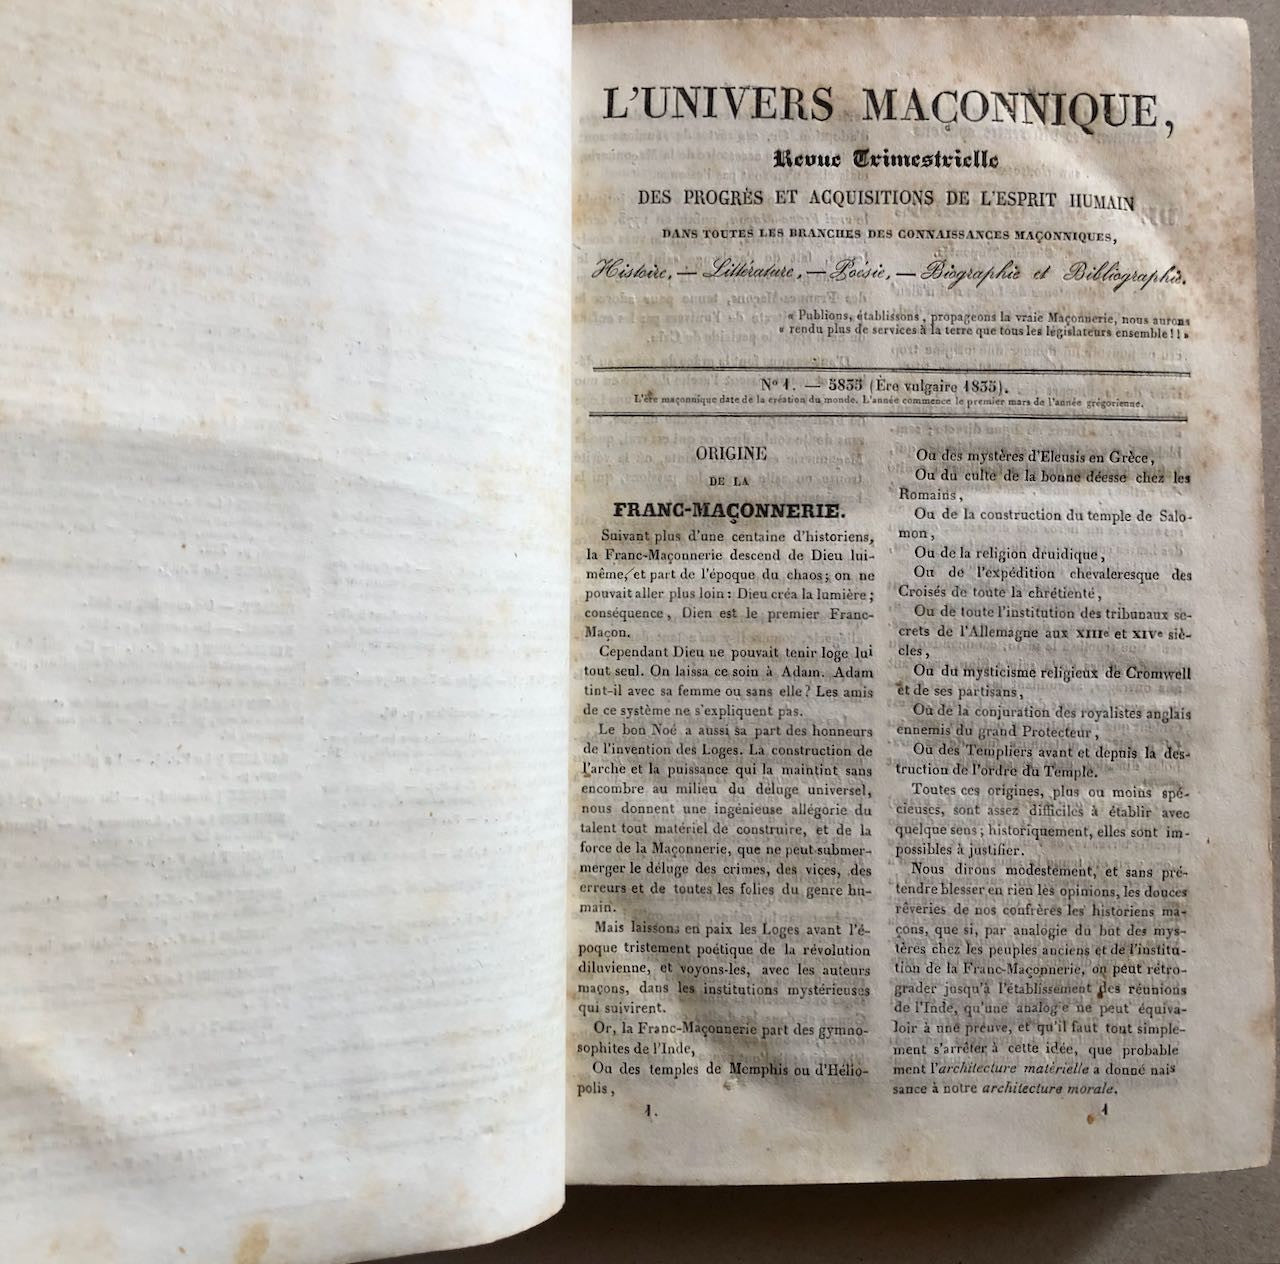 L'UNIVERS MAÇONNIQUE,
Revue Trimestrielle
DES PROGRÈS ET ACQUISITIONS DE L'ESPRIT HUMAIN
DANS TOUTES LES BRANCHES DES CONNAISSANCES MAÇONNIQUES,
Histoire, — Littérature, — Poésie, — Biographie et Bibliographie.
« Publions, établissons, propageons la vraie Maçonnerie, nous aurons
« rendu plus de services à la terre que tous les législateurs ensemble!! »
N° 1. — 5835 (Ère vulgaire 1835).
L'ère maçonnique date de la création du monde. L'année commence le premier mars de l'année grégorienne.
ORIGINE
DE LA
FRANC-MAÇONNERIE.
Suivant plus d'une centaine d'historiens,
la Franc-Maçonnerie descend de Dieu lui-
même, et part de l'époque du chaos; on ne
pouvait aller plus loin : Dieu créa la lumière;
conséquence, Dien est le premier Franc-
Maçon.
Cependant Dieu ne pouvait tenir loge lui
tout seul. On laissa ce soin à Adam. Adam
tint-il avec sa femme ou sans elle? Les amis
de ce système ne s'expliquent pas.
Le bon Noé a aussi sa part des honneurs
de l'invention des Loges. La construction de
l'arche et la puissance qui la maintint sans
encombre au milieu du déluge universel,
nous donnent une ingénieuse allégorie du
talent tout matériel de construire, et de la
force de la Maçonnerie, que ne peut submer-
merger le déluge des crimes, des vices, des
erreurs et de toutes les folies du genre hu-
main.
Mais laissons en paix les Loges avant l'é-
poque tristement poétique de la révolution
diluvienne, et voyons-les, avec les auteurs
maçons, dans les institutions mystérieuses
qui suivirent.
Or, la Franc-Maçonnerie part des gymno-
sophites de l'Inde,
Ou des temples de Memphis ou d'Hélio-
polis,
1.
Ou des mystères d'Eleusis en Grèce,
Ou du culte de la bonne déesse chez les
Romains,
Ou de la construction du temple de Salo-
mon,
Ou de la religion druidique,
Ou de l'expédition chevaleresque des
Croisés de toute la chrétienté,
Ou de toute l'institution des tribunaux se-
crets de l'Allemagne aux XIIIe et XIVe siè-
cles,
Ou du mysticisme religieux de Cromwell
et de ses partisans,
Ou de la conjuration des royalistes anglais
ennemis du grand Protecteur,
Ou des Templiers avant et depuis la des-
truction de l'ordre du Temple.
Toutes ces origines, plus ou moins spé-
cieuses, sont assez difficiles à établir avec
quelque sens; historiquement, elles sont im-
possibles à justifier.
Nous dirons modestement, et sans pré-
tendre blesser en rien les opinions, les douces
rêveries de nos confrères les historiens ma-
çons, que si, par analogie du but des mys-
tères chez les peuples anciens et de l'institu-
tion de la Franc-Maçonnerie, on peut rétro-
grader jusqu'à l'établissement des réunions
de l'Inde, qu'une analogie ne peut équiva-
loir à une preuve, et qu'il faut tout simple-
ment s'arrêter à cette idée, que probable
ment l'architecture matérielle a donné nais
sance à notre architecture morale.
1